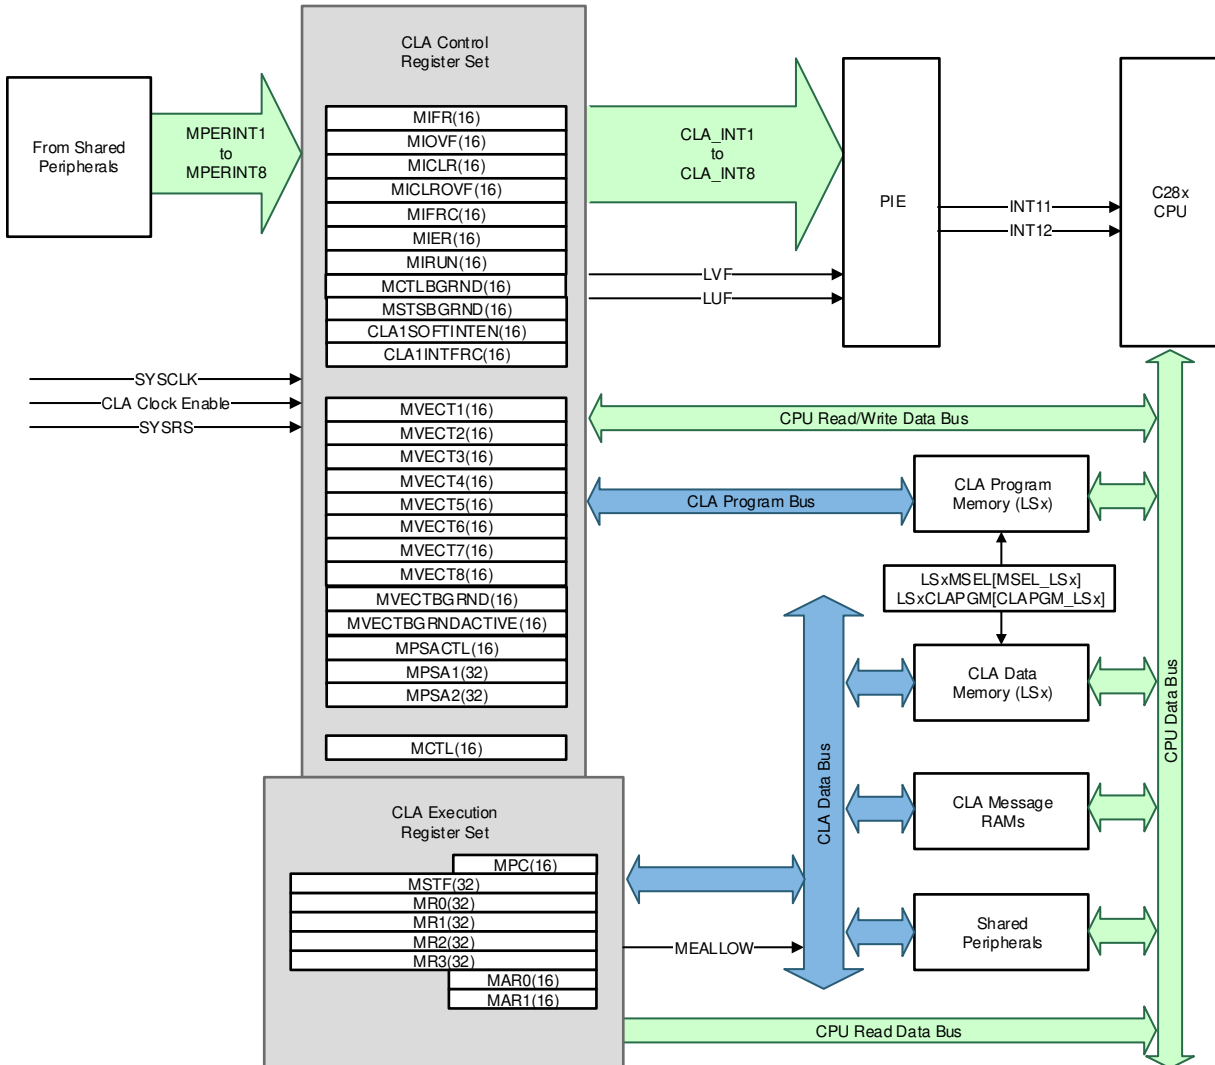 CLA Control
Register Set
From Shared
Peripherals
MPERINT1
to
MPERINT8
MIFR(16)
MIOVF(16)
MICLR(16)
MICLROVF(16)
MIFRC(16)
MIER(16)
MIRUN(16)
MCTLBGRND(16)
MSTSBGRND(16)
CLA1SOFTINTEN(16)
CLA1INTFRC(16)
CLA_INT1
to
CLA_INT8
LVF
LUF
PIE
INT11
INT12
C28x
CPU
SYSCLK
CLA Clock Enable
SYSRS
MVECT1(16)
MVECT2(16)
MVECT3(16)
MVECT4(16)
MVECT5(16)
MVECT6(16)
MVECT7(16)
MVECT8(16)
MVECTBGRND(16)
MVECTBGRNDACTIVE(16)
MPSACTL(16)
MPSA1(32)
MPSA2(32)
MCTL(16)
CPU Read/Write Data Bus
CLA Program Bus
CLA Program
Memory (LSx)
LSxMSEL[MSEL_LSx]
LSxCLAPGM[CLAPGM_LSx]
CLA Data
Memory (LSx)
CLA Data Bus
CPU Data Bus
CLA Message
RAMs
Shared
Peripherals
CLA Execution
Register Set
MPC(16)
MSTF(32)
MR0(32)
MR1(32)
MR2(32)
MR3(32)
MAR0(16)
MAR1(16)
MEALLOW
CPU Read Data Bus